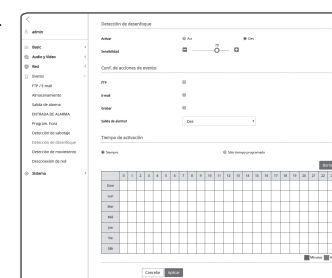 admin
Basic
Audio y Video
Red
Evento
FTP / E-mail
Almacenamiento
Salida de alarma
ENTRADA DE ALARMA
Program. hora
Detección de sabotaje
Detección de desenfoque
Detección de movimiento
Desconexión de red
Sistema
Detección de desenfoque
Activar
Act
Des
Sensibilidad
Conf. de acciones de evento
FTP
E-mail
Grabar
Salida de alarma1
Des
Tiempo de activación
Siempre
Sólo tiempo programado
0 1 2 3 4 5 6 7 8 9 10 11 12 13 14 15 16 17 18 19 20 21 22
Dom
Lun
Mar
Mié
Jue
Vie
Sáb
Minutos
Cancelar
Aplicar